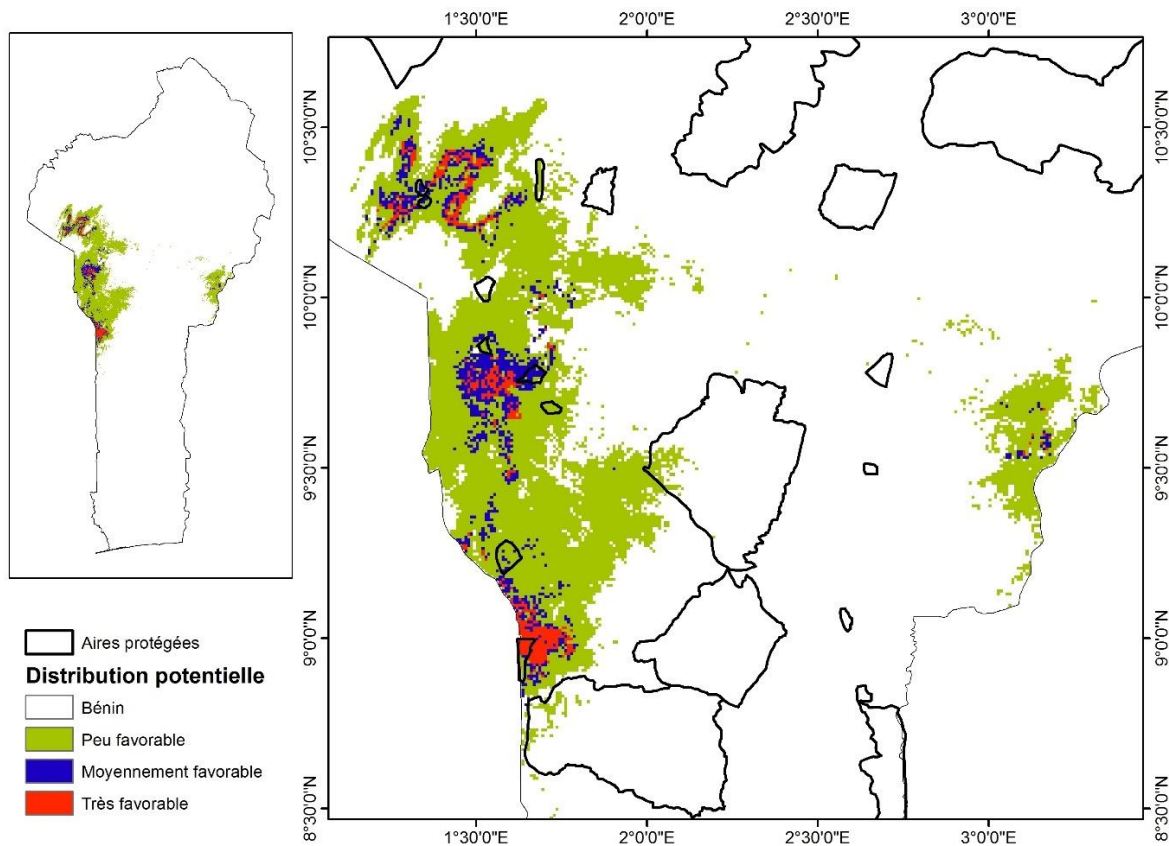 1°30'0"E 2°0'0"E 2°30'0"E 3°0'0"E
10°30'0"N 10°30'0"N
10°0'0"N 10°0'0"N
9°30'0"N 9°30'0"N
9°0'0"N 9°0'0"N
8°30'0"N 8°30'0"N
1°30'0"E 2°0'0"E 2°30'0"E 3°0'0"E
Aires protégées
Distribution potentielle
Bénin
Peu favorable
Moyennement favorable
Très favorable